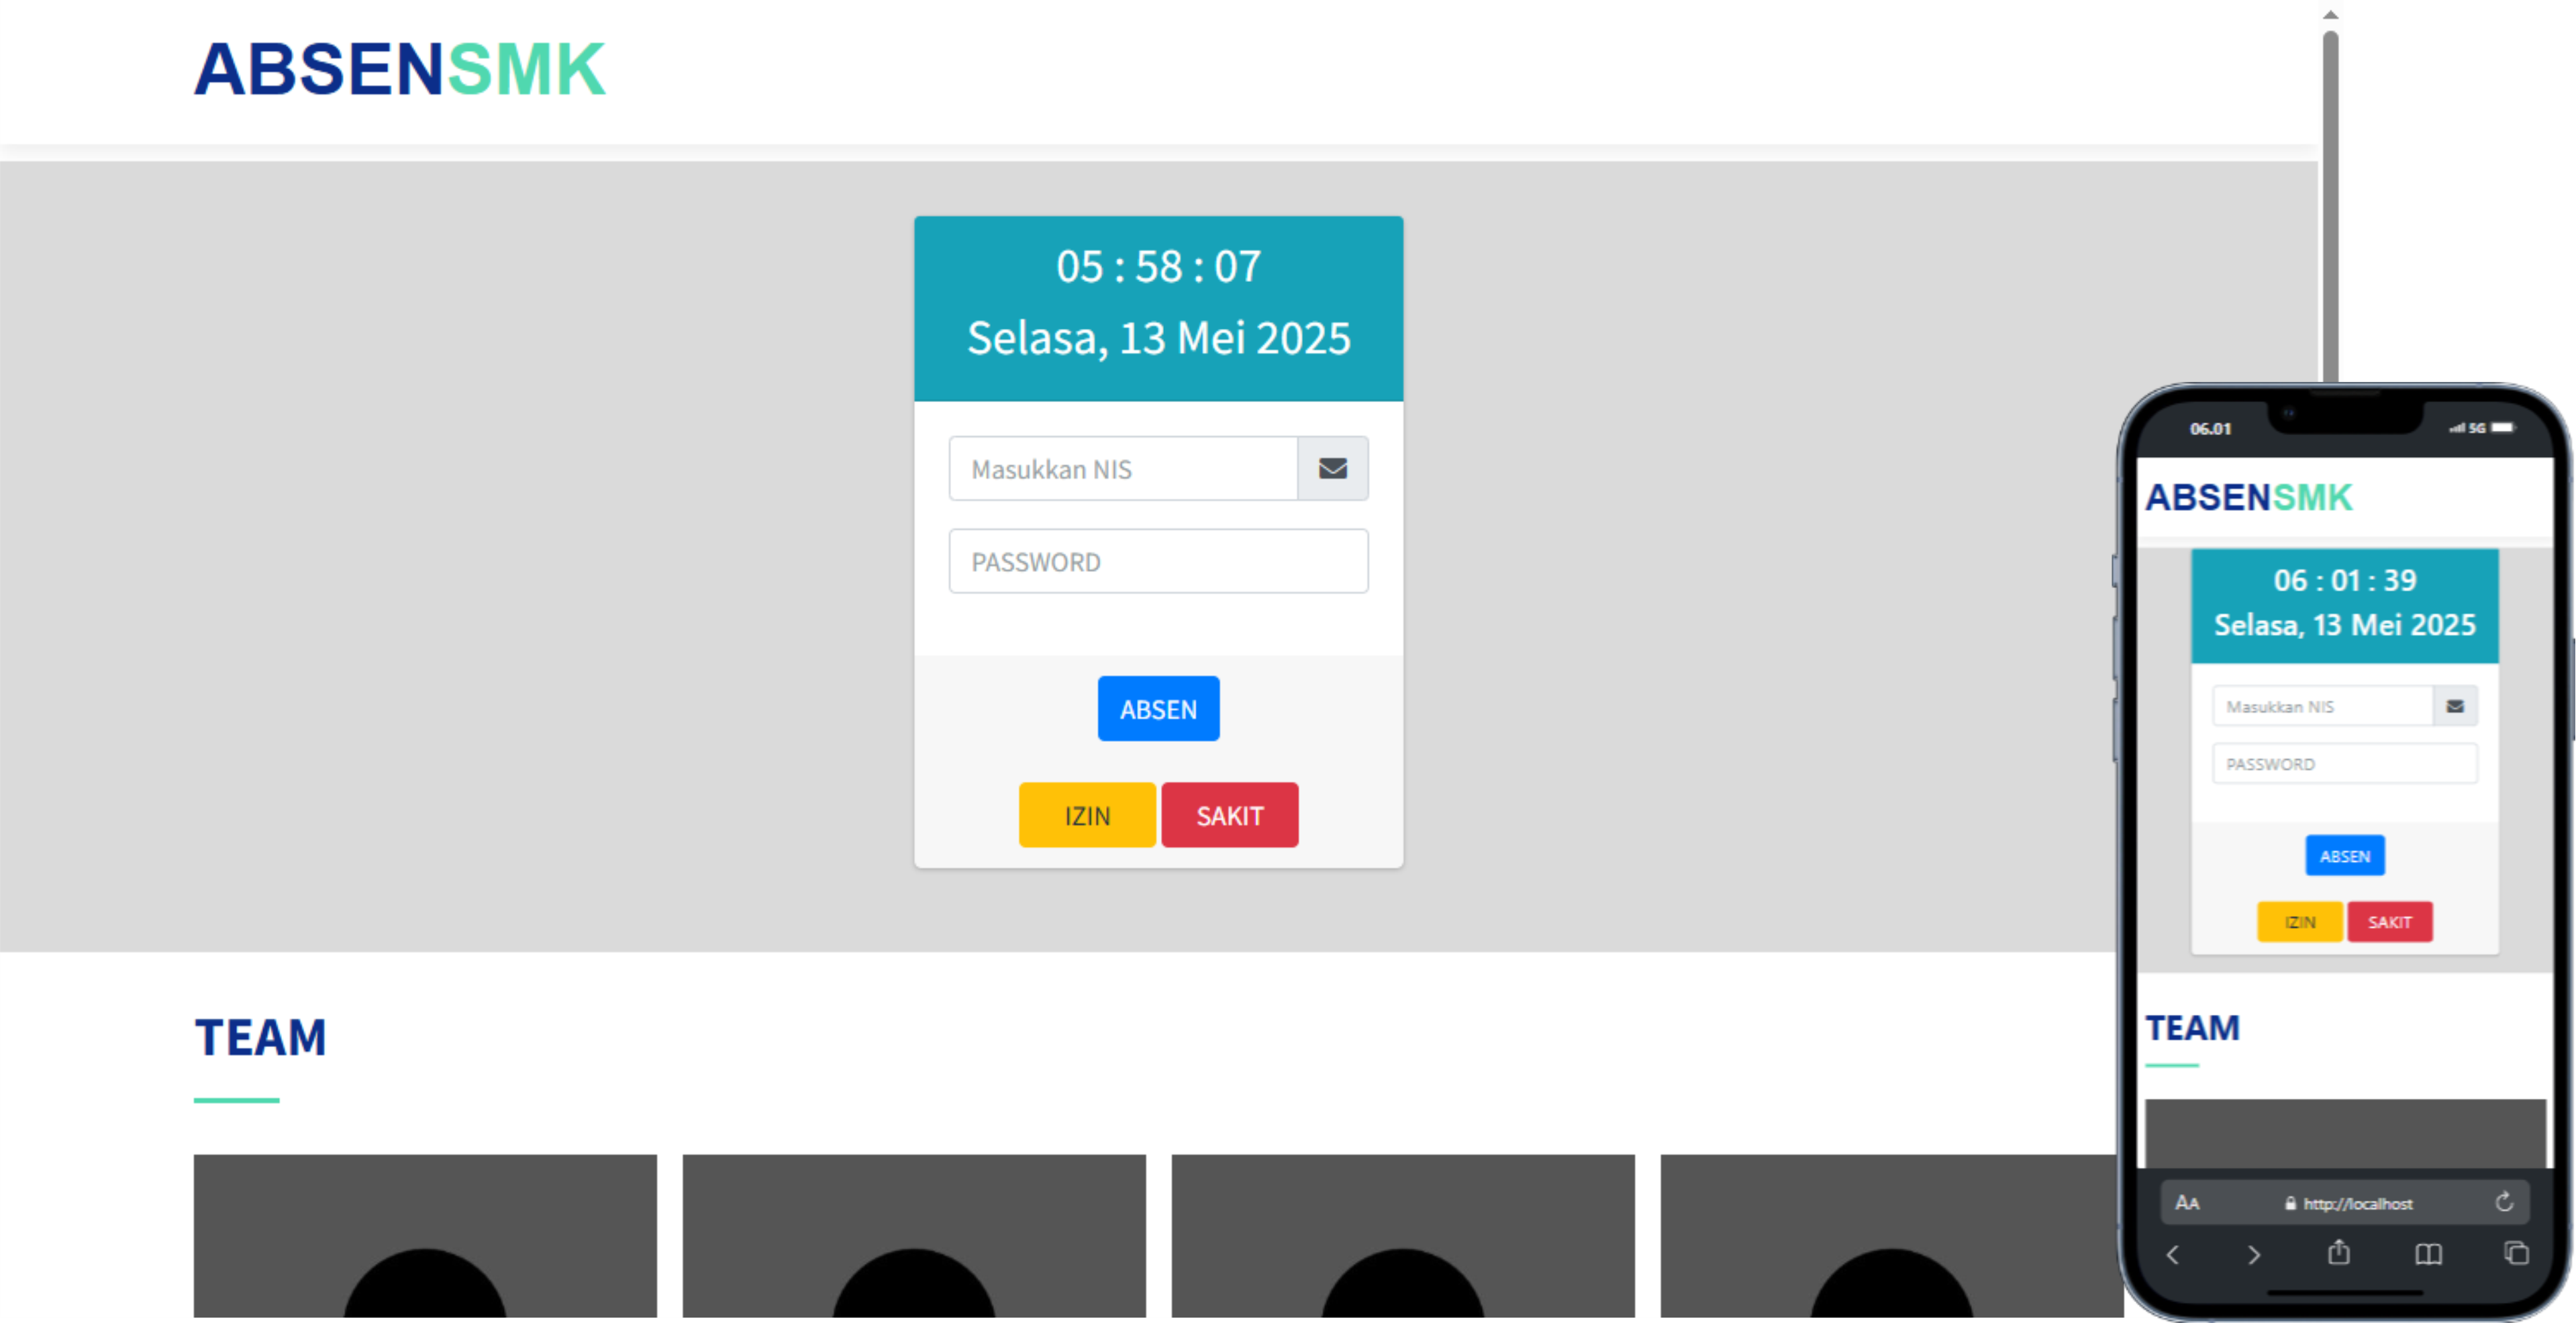 ABSENSMK
05 : 58 : 07
Selasa, 13 Mei 2025
Masukkan NIS
PASSWORD
ABSEN
IZIN SAKIT
TEAM
06.01 5G
ABSENSMK
06 : 01 : 39
Selasa, 13 Mei 2025
Masukkan NIS
PASSWORD
ABSEN
IZIN SAKIT
TEAM
AA http://localhost